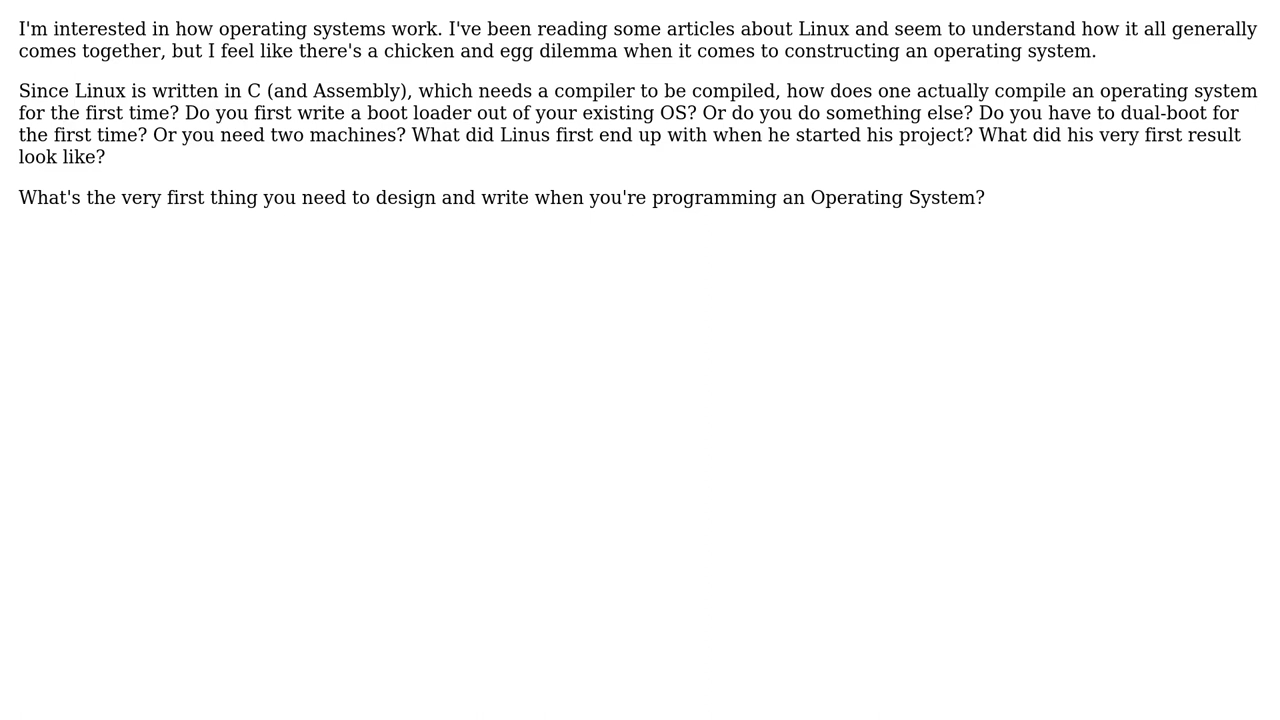 I'm interested in how operating systems work. I've been reading some articles about Linux and seem to understand how it all generally
comes together, but I feel like there's a chicken and egg dilemma when it comes to constructing an operating system.
Since Linux is written in C (and Assembly), which needs a compiler to be compiled, how does one actually compile an operating system
for the first time? Do you first write a boot loader out of your existing OS? Or do you do something else? Do you have to dual-boot for
the first time? Or you need two machines? What did Linus first end up with when he started his project? What did his very first result
look like?
What's the very first thing you need to design and write when you're programming an Operating System?